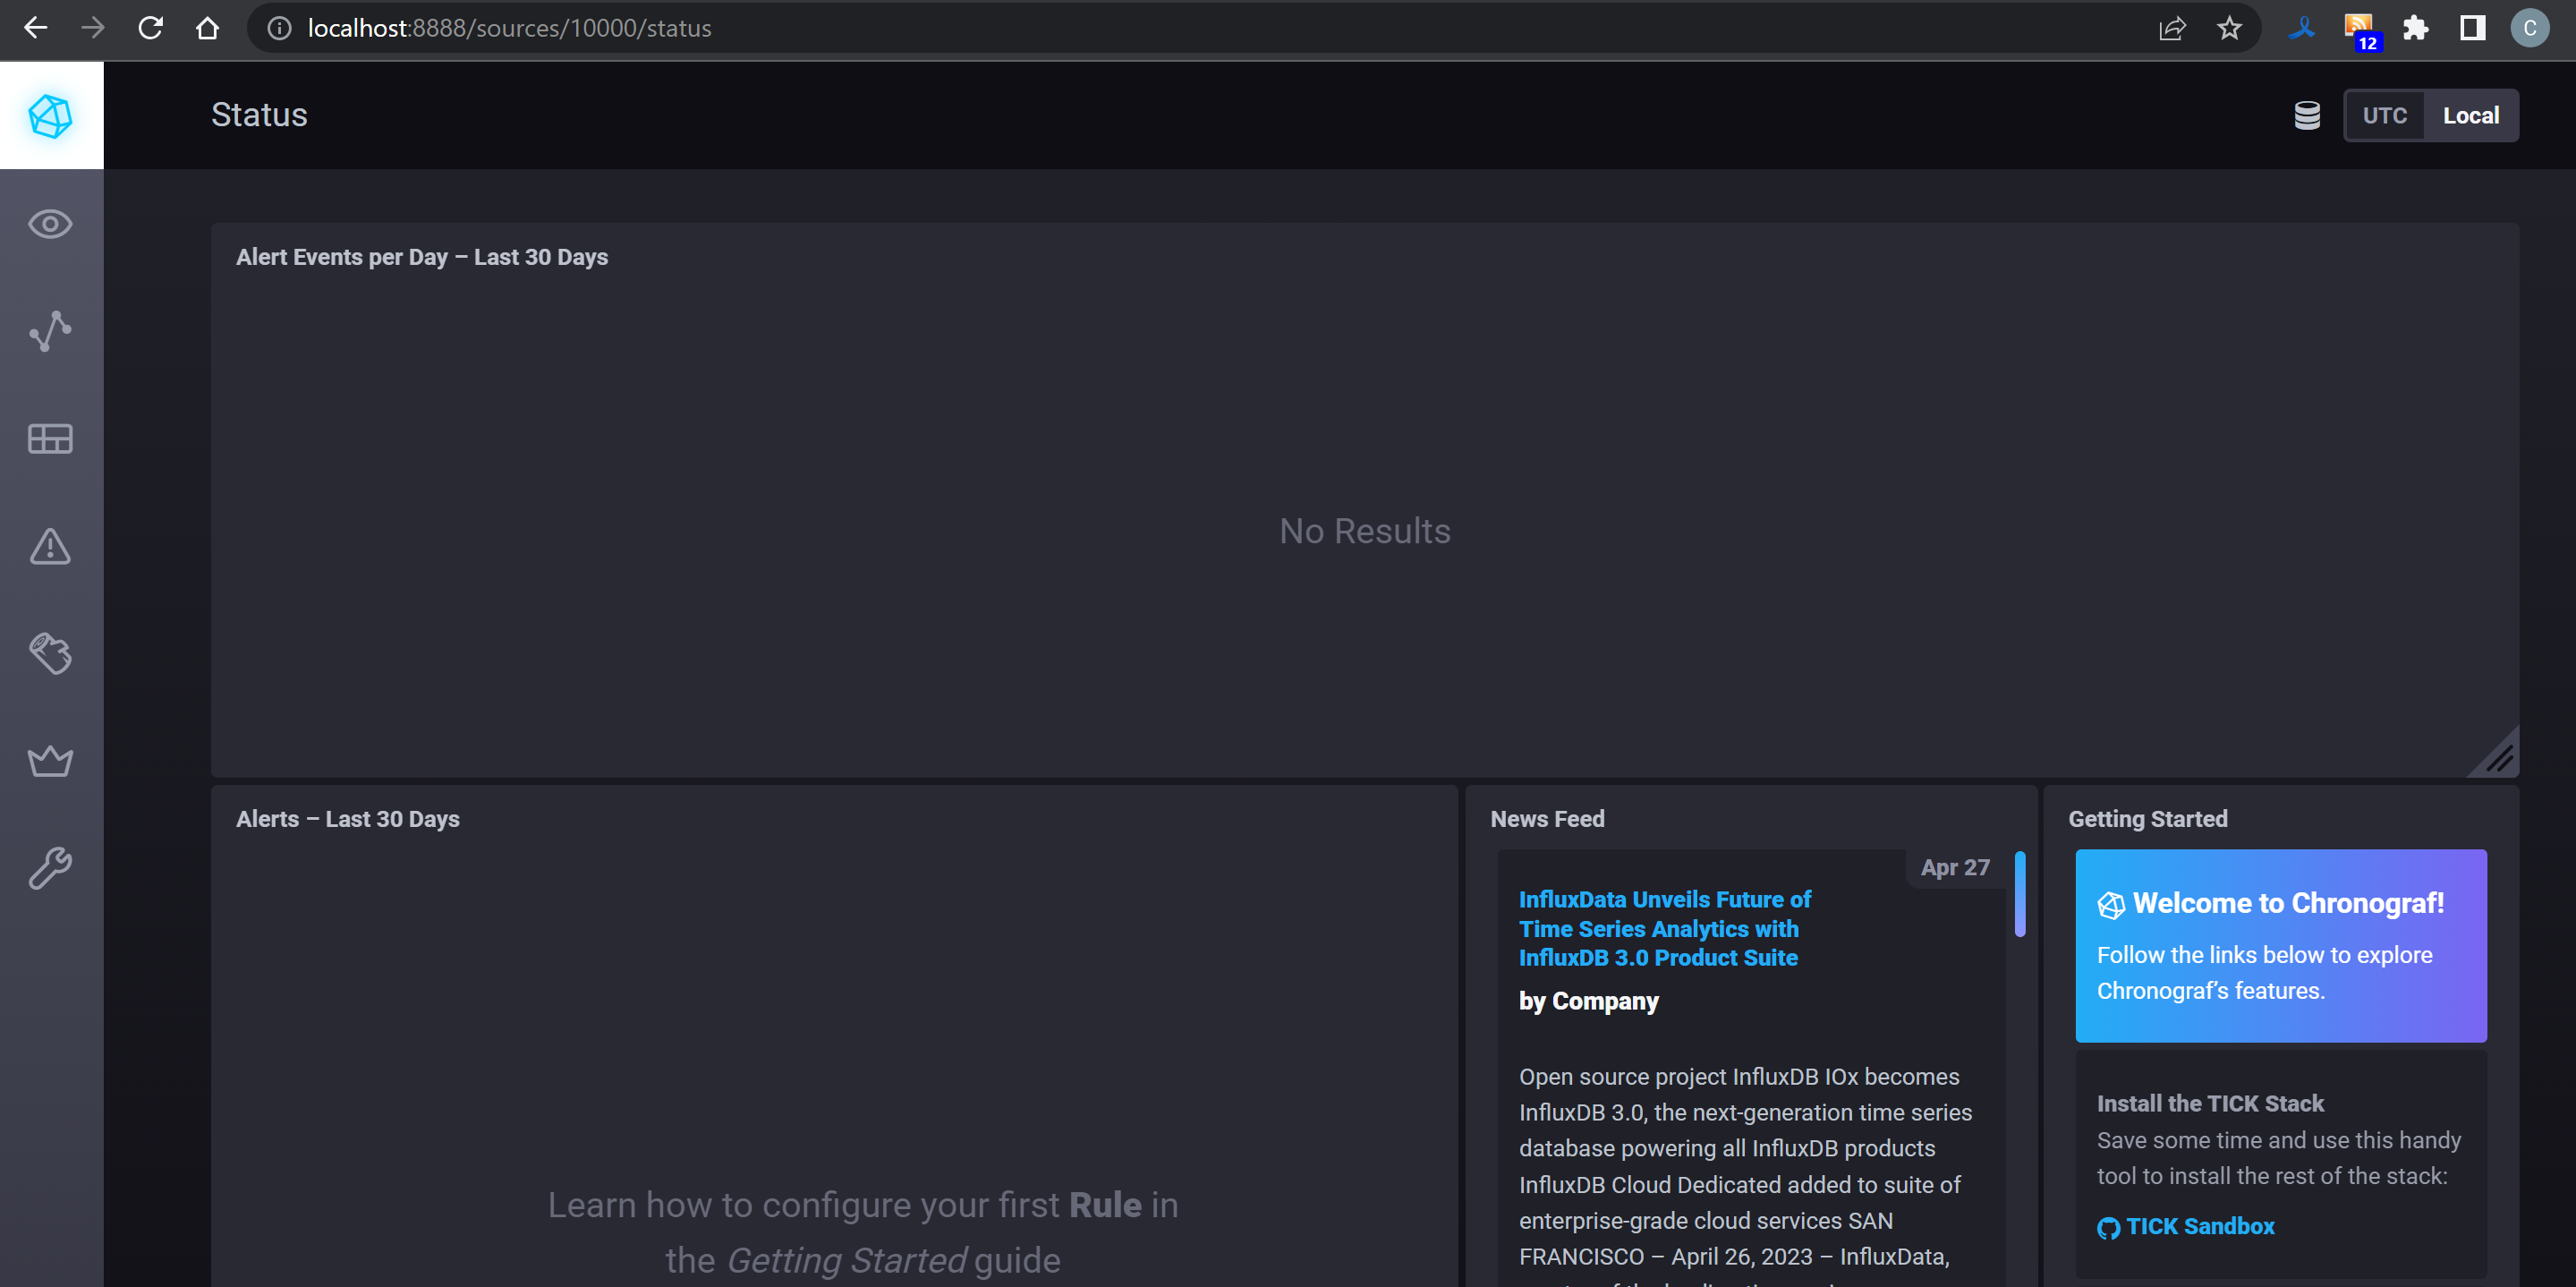 localhost:8888/sources/10000/status
12
C
Status
UTC
Local
Alert Events per Day – Last 30 Days
No Results
Alerts – Last 30 Days
Learn how to configure your first Rule in
the Getting Started guide
News Feed
Apr 27
InfluxData Unveils Future of
Time Series Analytics with
InfluxDB 3.0 Product Suite
by Company
Open source project InfluxDB IOx becomes
InfluxDB 3.0, the next-generation time series
database powering all InfluxDB products
InfluxDB Cloud Dedicated added to suite of
enterprise-grade cloud services SAN
FRANCISCO – April 26, 2023 – InfluxData,
Getting Started
Welcome to Chronograf!
Follow the links below to explore
Chronograf’s features.
Install the TICK Stack
Save some time and use this handy
tool to install the rest of the stack:
TICK Sandbox